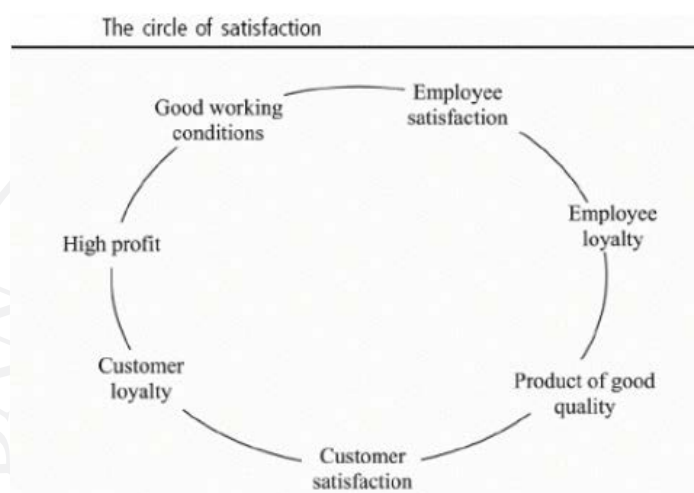 The circle of satisfaction
Good working
conditions
Employee
satisfaction
Employee
loyalty
Product of good
quality
Customer
satisfaction
Customer
loyalty
High profit